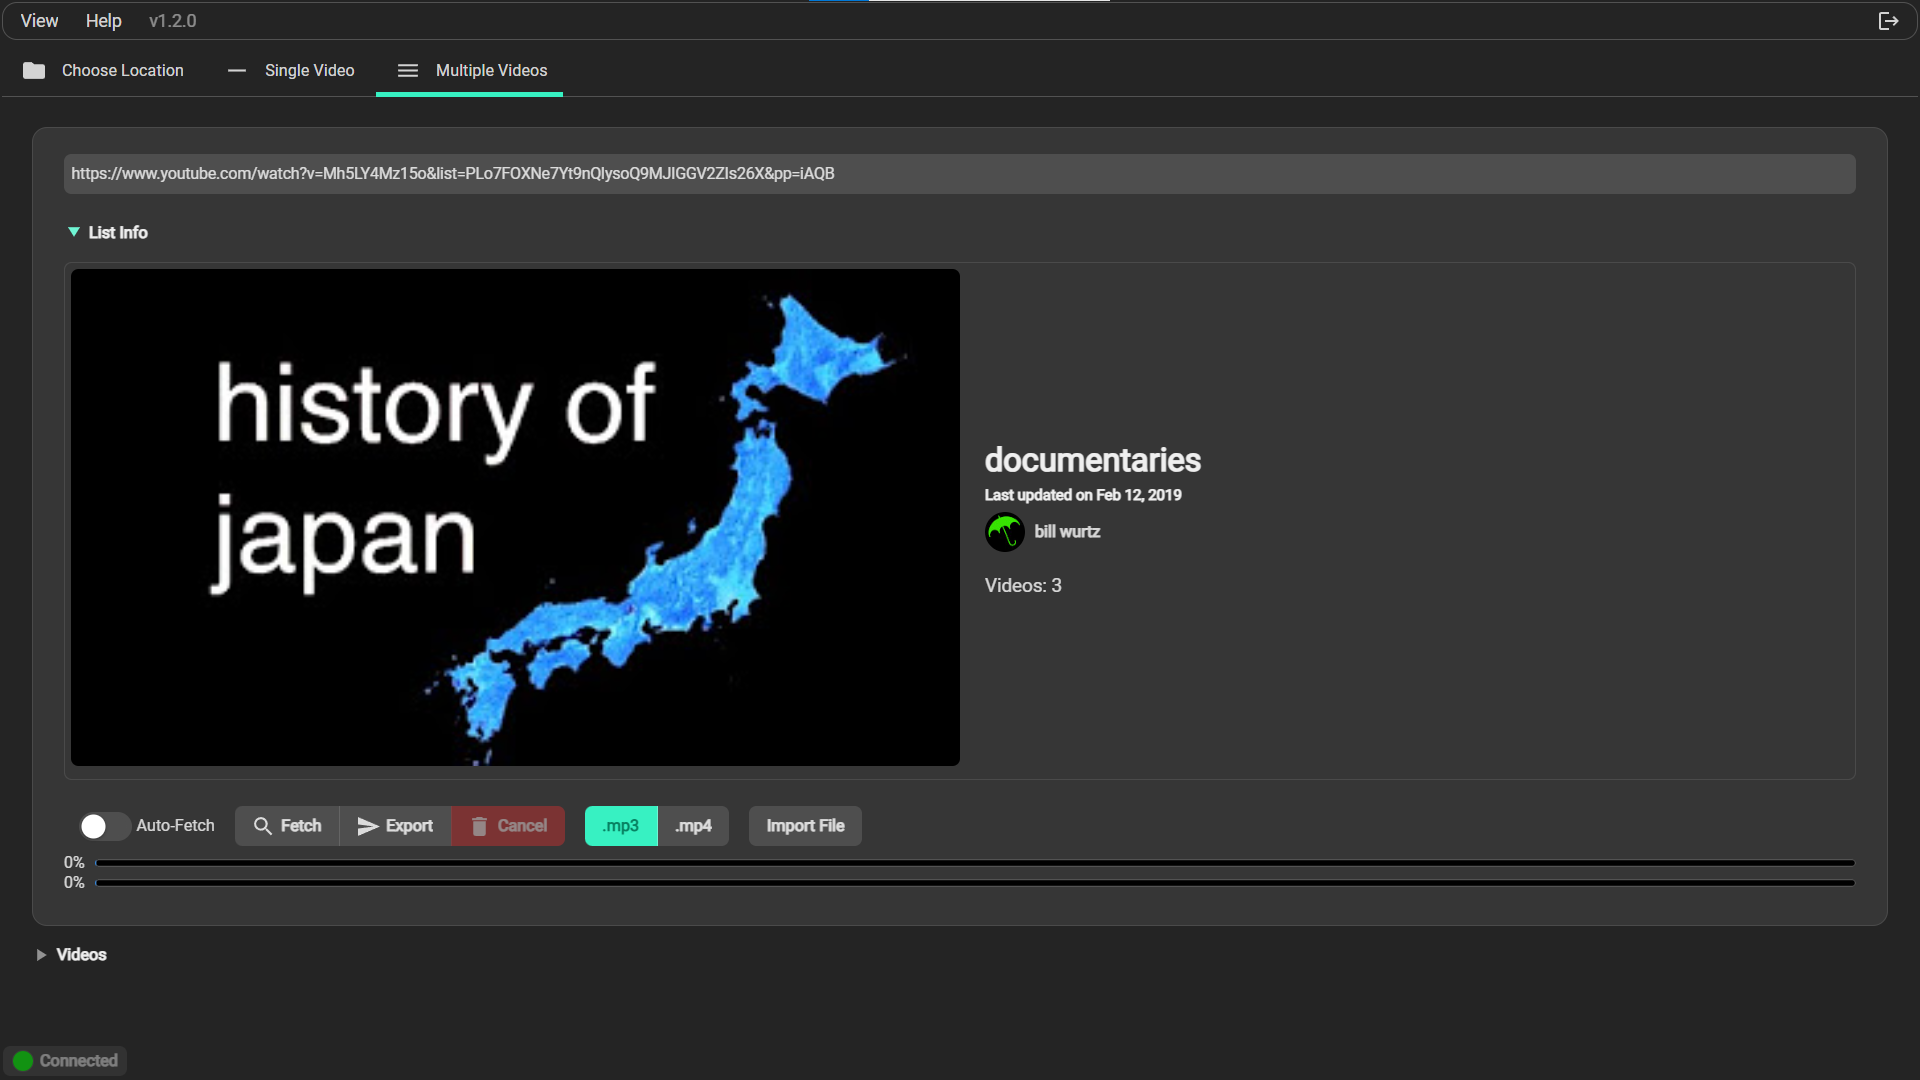 View Help v1.2.0
Choose Location Single Video Multiple Videos
https://www.youtube.com/watch?v=Mh5LY4Mz15o&list=PLo7FOXNe7Yt9nQlysoQ9MJIGGV2ZIs26X&pp=iAQB
List Info
history of
japan
documentaries
Last updated on Feb 12, 2019
bill wurtz
Videos: 3
Auto-Fetch Fetch Export Cancel .mp3 .mp4 Import File
0%
0%
Videos
Connected